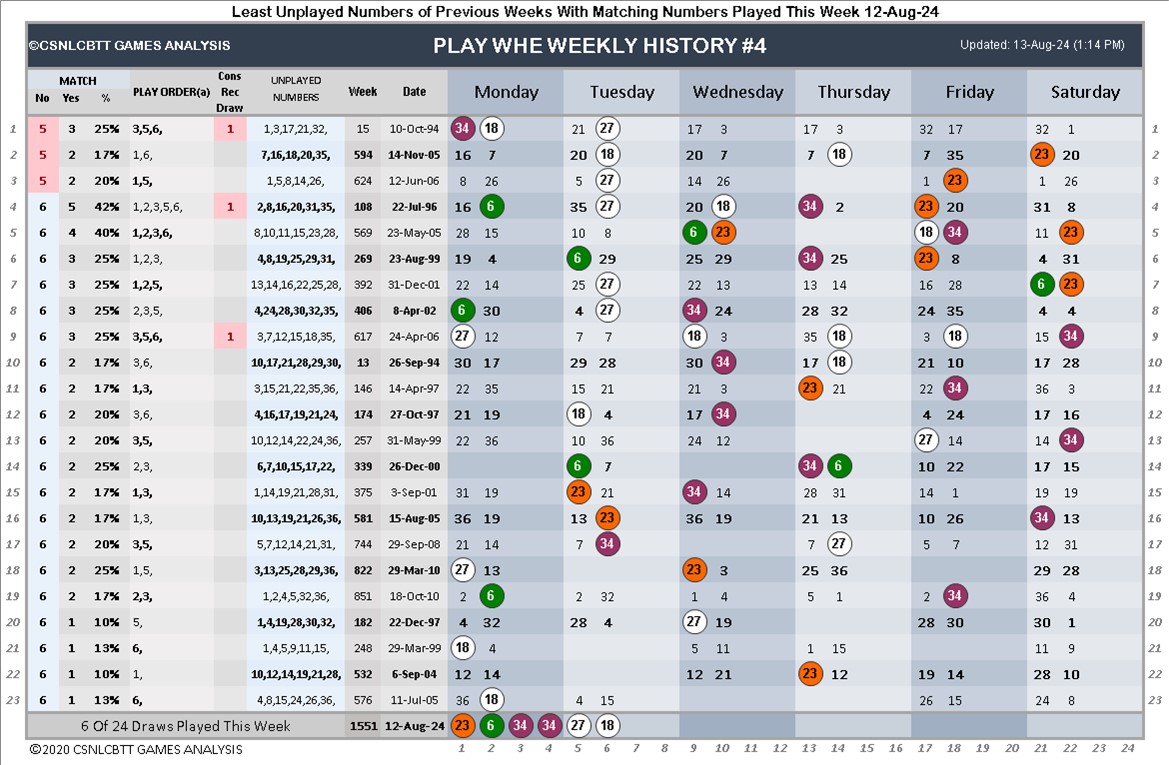 Least Unplayed Numbers of Previous Weeks With Matching Numbers Played This Week 12-Aug-24
©CSNLCBTT GAMES ANALYSIS PLAY WHE WEEKLY HISTORY #4 Updated: 13-Aug-24 (1:14 PM)
MATCH Cons UNPLAYED
No Yes % PLAY ORDER(a) Rec NUMBERS Week Date Monday Tuesday Wednesday Thursday Friday Saturday
Draw
1 5 3 25% 3,5,6, 1 1,3,17,21,32, 15 10-Oct-94 34 18 21 27 17 3 17 3 32 17 32 1 1
2 5 2 17% 1,6, 7,16,18,20,35, 594 14-Nov-05 16 7 20 18 20 7 7 18 7 35 23 20 2
3 5 2 20% 1,5, 1,5,8,14,26, 624 12-Jun-06 8 26 5 27 14 26 1 23 1 26 3
4 6 5 42% 1,2,3,5,6, 1 2,8,16,20,31,35, 108 22-Jul-96 16 6 35 27 20 18 34 2 23 20 31 8 4
5 6 4 40% 1,2,3,6, 8,10,11,15,23,28, 569 23-May-05 28 15 10 8 6 23 18 34 11 23 5
6 6 3 25% 1,2,3, 4,8,19,25,29,31, 269 23-Aug-99 19 4 6 29 25 29 34 25 23 8 4 31 6
7 6 3 25% 1,2,5, 13,14,16,22,25,28, 392 31-Dec-01 22 14 25 27 22 13 13 14 16 28 6 23 7
8 6 3 25% 2,3,5, 4,24,28,30,32,35, 406 8-Apr-02 6 30 4 27 34 24 28 32 24 35 4 4 8
9 6 3 25% 3,5,6, 1 3,7,12,15,18,35, 617 24-Apr-06 27 12 7 7 18 3 35 18 3 18 15 34 9
10 6 2 17% 3,6, 10,17,21,28,29,30, 13 26-Sep-94 30 17 29 28 30 34 17 18 21 10 17 28 10
11 6 2 17% 1,3, 3,15,21,22,35,36, 146 14-Apr-97 22 35 15 21 21 3 23 21 22 34 36 3 11
12 6 2 20% 3,6, 4,16,17,19,21,24, 174 27-Oct-97 21 19 18 4 17 34 4 24 17 16 12
13 6 2 20% 3,5, 10,12,14,22,24,36, 257 31-May-99 22 36 10 36 24 12 27 14 14 34 13
14 6 2 25% 2,3, 6,7,10,15,17,22, 339 26-Dec-00 6 7 34 6 10 22 17 15 14
15 6 2 17% 1,3, 1,14,19,21,28,31, 375 3-Sep-01 31 19 23 21 34 14 28 31 14 1 19 19 15
16 6 2 17% 1,3, 10,13,19,21,26,36, 581 15-Aug-05 36 19 13 23 36 19 21 13 10 26 34 13 16
17 6 2 20% 3,5, 5,7,12,14,21,31, 744 29-Sep-08 21 14 7 34 7 27 5 7 12 31 17
18 6 2 25% 1,5, 3,13,25,28,29,36, 822 29-Mar-10 27 13 23 3 25 36 29 28 18
19 6 2 17% 2,3, 1,2,4,5,32,36, 851 18-Oct-10 2 6 2 32 1 4 5 1 2 34 36 4 19
20 6 1 10% 5, 1,4,19,28,30,32, 182 22-Dec-97 4 32 28 4 27 19 28 30 30 1 20
21 6 1 13% 6, 1,4,5,9,11,15, 248 29-Mar-99 18 4 5 11 1 15 11 9 21
22 6 1 10% 1, 10,12,14,19,21,28, 532 6-Sep-04 12 14 12 21 23 12 19 14 28 10 22
23 6 1 13% 6, 4,8,15,24,26,36, 576 11-Jul-05 36 18 4 15 26 15 24 8 23
6 Of 24 Draws Played This Week 1551 12-Aug-24 23 6 34 34 27 18
©2020 CSNLCBTT GAMES ANALYSIS 1 2 3 4 5 6 7 8 9 10 11 12 13 14 15 16 17 18 19 20 21 22 23 24